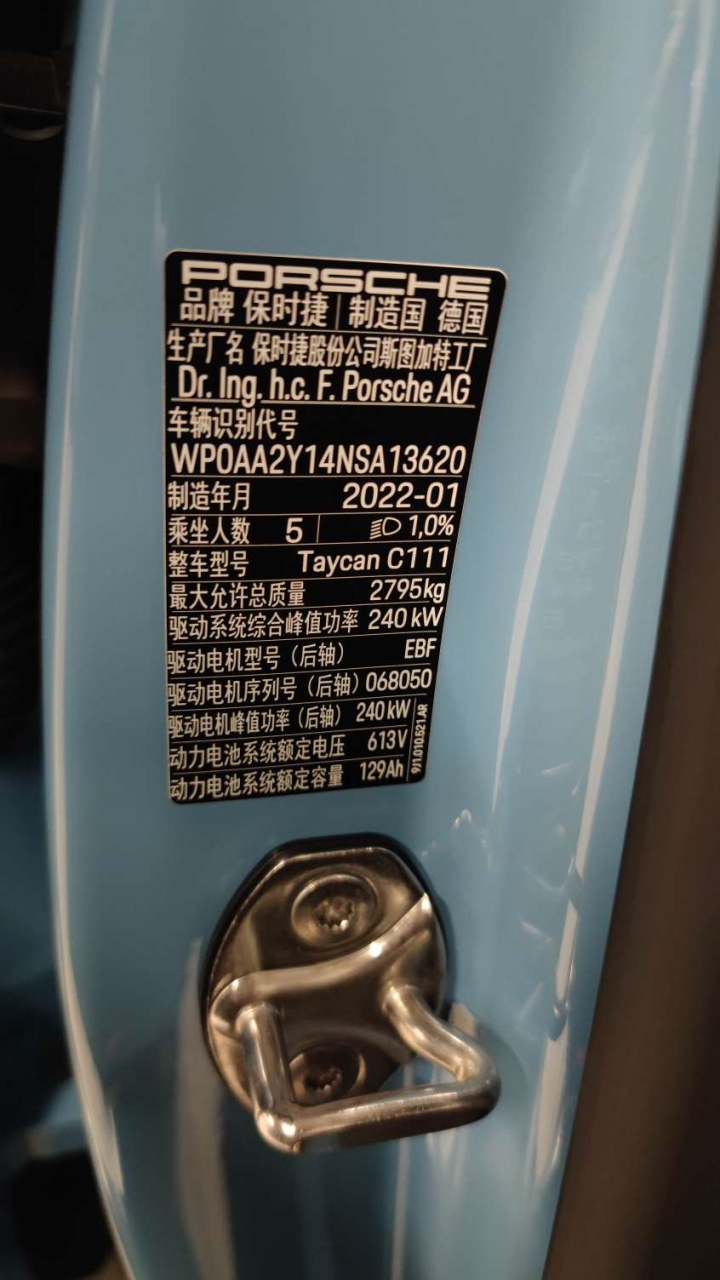 PORSCHE
品牌 保时捷 制造国 德国
生产厂名 保时捷股份公司斯图加特工厂
Dr. Ing. h.c. F. Porsche AG
车辆识别代号
WP0AA2Y14NSA13620
制造年月 2022-01
乘坐人数 5 1,0%
整车型号 Taycan C111
最大允许总质量 2795kg
驱动系统综合峰值功率 240 kW
驱动电机型号（后轴） EBF
驱动电机序列号（后轴）068050
驱动电机峰值功率（后轴） 240 kW
动力电池系统额定电压 613V
动力电池系统额定容量 129Ah
9J1.010.521.AR